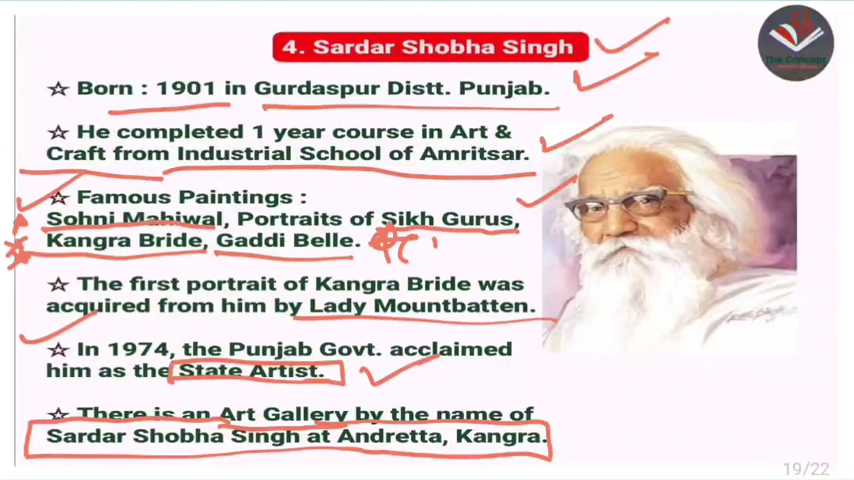 The Concept
4. Sardar Shobha Singh
☆ Born : 1901 in Gurdaspur Distt. Punjab.
☆ He completed 1 year course in Art &
Craft from Industrial School of Amritsar.
☆ Famous Paintings :
Sohni Mahiwal, Portraits of Sikh Gurus,
Kangra Bride, Gaddi Belle.
☆ The first portrait of Kangra Bride was
acquired from him by Lady Mountbatten.
☆ In 1974, the Punjab Govt. acclaimed
him as the State Artist.
☆ There is an Art Gallery by the name of
Sardar Shobha Singh at Andretta, Kangra.
19/22